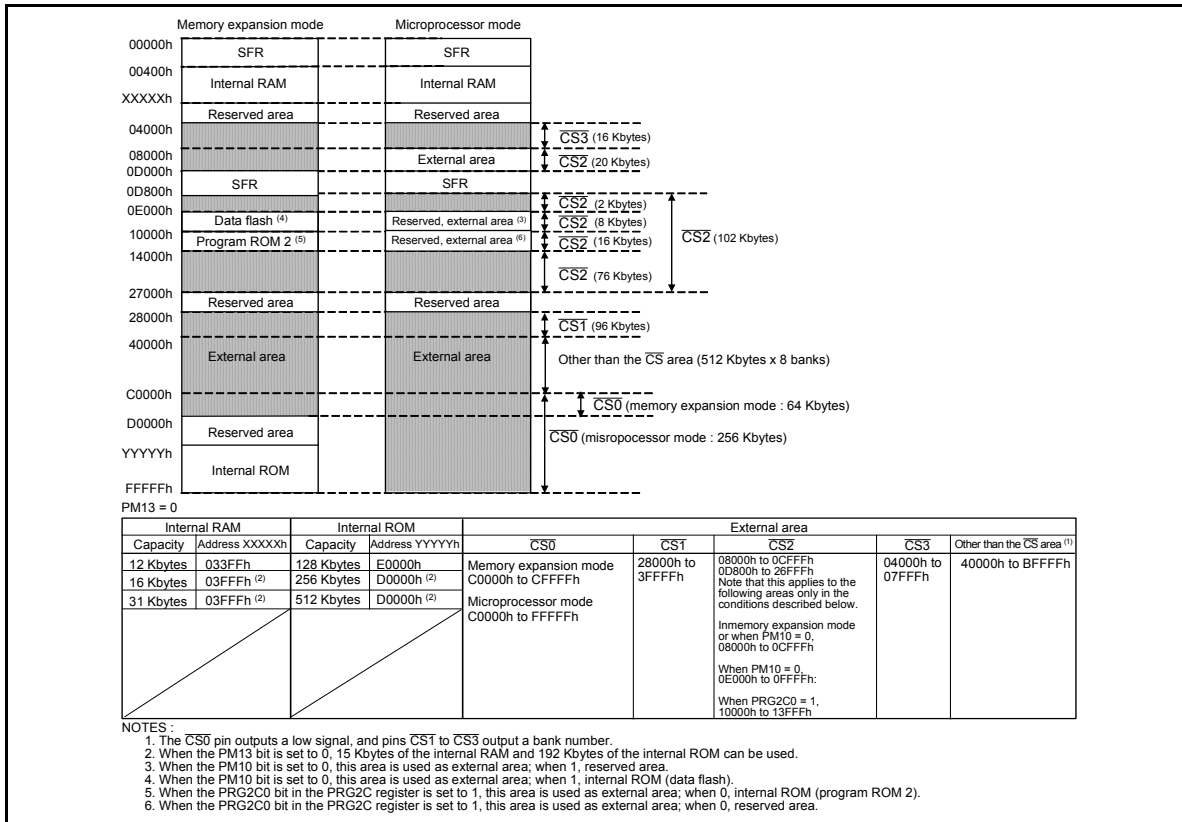 Memory expansion mode Microprocessor mode
00000h
SFR SFR
00400h
Internal RAM Internal RAM
XXXXXh
Reserved area Reserved area
04000h
CS3 (16 Kbytes)
08000h
External area CS2 (20 Kbytes)
0D000h
SFR SFR
0D800h
CS2 (2 Kbytes)
0E000h
Data flash (4) Reserved, external area (3) CS2 (8 Kbytes)
10000h
Program ROM 2 (5) Reserved, external area (6) CS2 (16 Kbytes) CS2 (102 Kbytes)
14000h
CS2 (76 Kbytes)
27000h
Reserved area Reserved area
28000h
CS1 (96 Kbytes)
40000h
External area External area Other than the CS area (512 Kbyte x 8 banks)
C0000h
CS0 (memory expansion mode : 64 Kbytes)
D0000h
Reserved area CS0 (misropocessor mode : 256 Kbytes)
YYYYYh
Internal ROM
FFFFFh
PM13 = 0
Internal RAM Internal ROM External area
Capacity Address XXXXXh Capacity Address YYYYYh CS0 CS1 CS2 CS3 Other than the CS area (1)
12 Kbytes 033FFh 128 Kbytes E0000h Memory expansion mode 28000h to 08000h to 0CFFFh 04000h to 40000h to BFFFFh
16 Kbytes 03FFFh (2) 256 Kbytes D0000h (2) C0000h to CFFFFh 3FFFFh 0D800h to 26FFFh 07FFFh
31 Kbytes 03FFFh (2) 512 Kbytes D0000h (2) Microprocessor mode Note that this applies to the
C0000h to FFFFFh following areas only in the
conditions described below.
Inmemory expansion mode
or when PM10 = 0,
08000h to 0CFFFh
When PM10 = 0,
0E000h to 0FFFFh:
When PRG2C0 = 1,
10000h to 13FFFh
NOTES :
1. The CS0 pin outputs a low signal, and pins CS1 to CS3 output a bank number.
2. When the PM13 bit is set to 0, 15 Kbytes of the internal RAM and 192 Kbytes of the internal ROM can be used.
3. When the PM10 bit is set to 0, this area is used as external area; when 1, reserved area.
4. When the PM10 bit is set to 0, this area is used as external area; when 1, internal ROM (data flash).
5. When the PRG2C0 bit in the PRG2C register is set to 1, this area is used as external area; when 0, internal ROM (program ROM 2).
6. When the PRG2C0 bit in the PRG2C register is set to 1, this area is used as external area; when 0, reserved area.